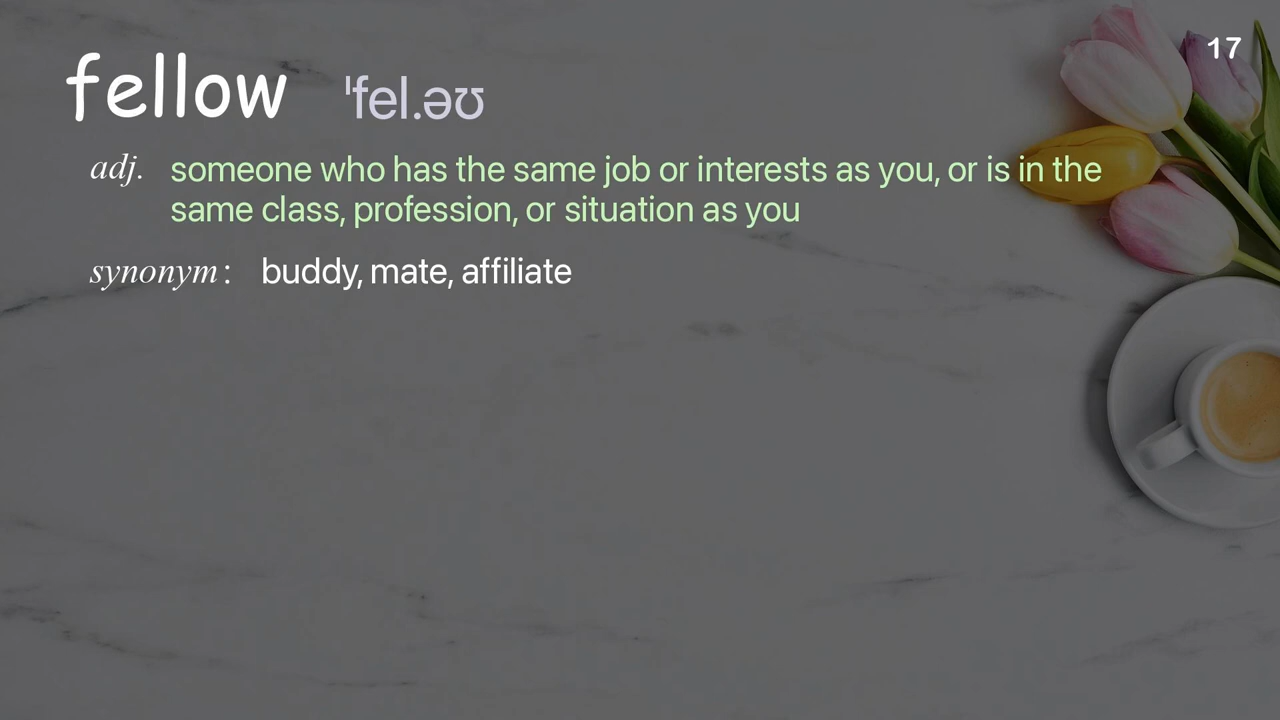 17
fellow ˈfel.əʊ
adj. someone who has the same job or interests as you, or is in the
same class, profession, or situation as you
synonym : buddy, mate, affiliate